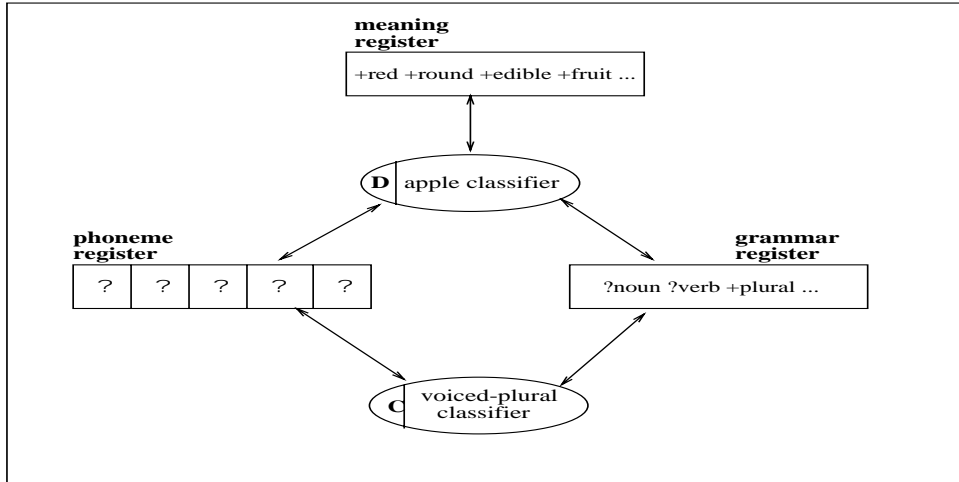 meaning
register
+red +round +edible +fruit ...
D apple classifier
phoneme
register
grammar
register
? ? ? ? ?
?noun ?verb +plural ...
C voiced-plural
classifier